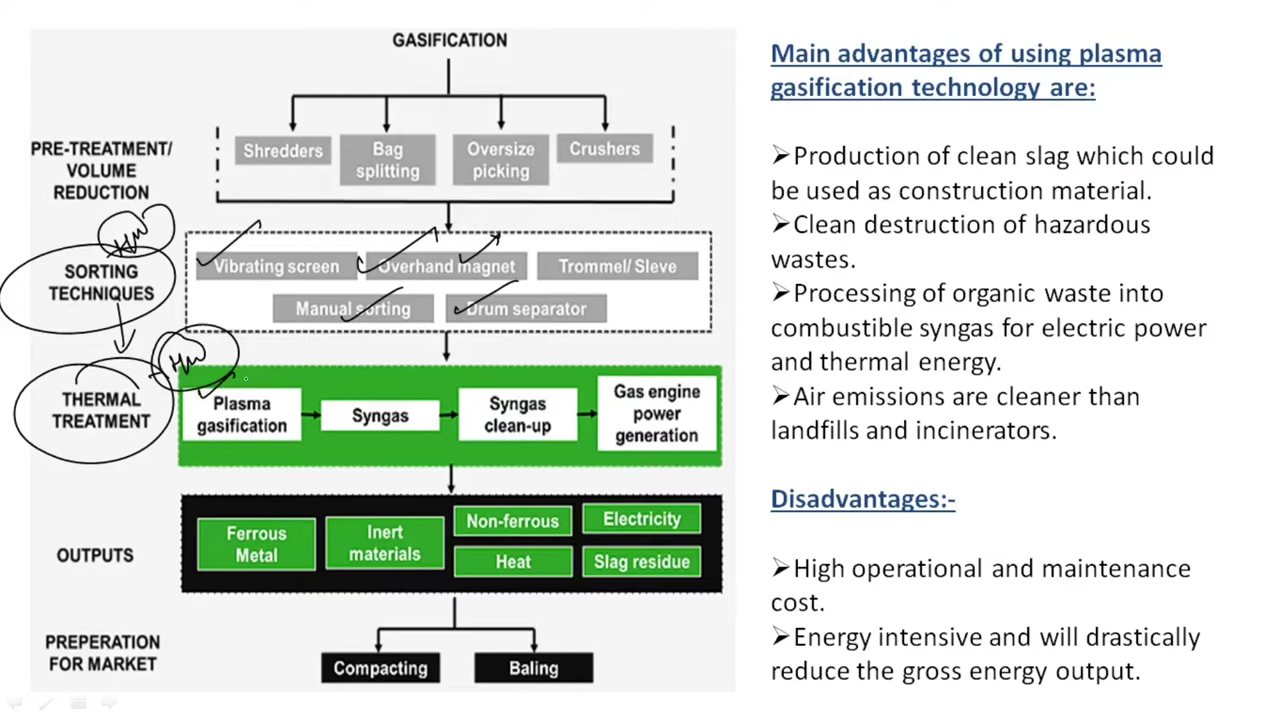 GASIFICATION
PRE-TREATMENT/
VOLUME
REDUCTION
Shredders
Bag
splitting
Oversize
picking
Crushers
SORTING
TECHNIQUES
Vibrating screen
Overhand magnet
Trommel/ Sleve
Manual sorting
Drum separator
THERMAL
TREATMENT
Plasma
gasification
Syngas
Syngas
clean-up
Gas engine
power
generation
OUTPUTS
Ferrous
Metal
Inert
materials
Non-ferrous
Heat
Electricity
Slag residue
PREPERATION
FOR MARKET
Compacting
Baling
Main advantages of using plasma
gasification technology are:
➢Production of clean slag which could
be used as construction material.
➢Clean destruction of hazardous
wastes.
➢Processing of organic waste into
combustible syngas for electric power
and thermal energy.
➢Air emissions are cleaner than
landfills and incinerators.
Disadvantages:-
➢High operational and maintenance
cost.
➢Energy intensive and will drastically
reduce the gross energy output.